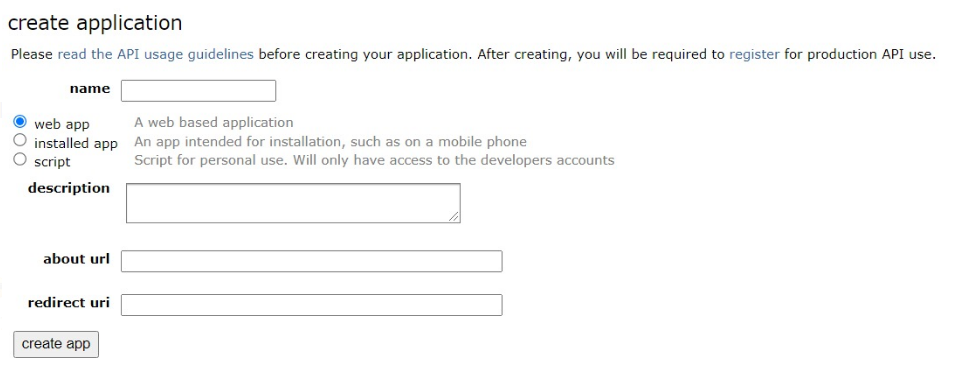 create application
Please read the API usage guidelines before creating your application. After creating, you will be required to register for production API use.
name
web app A web based application
installed app An app intended for installation, such as on a mobile phone
script Script for personal use. Will only have access to the developers accounts
description
about url
redirect uri
create app